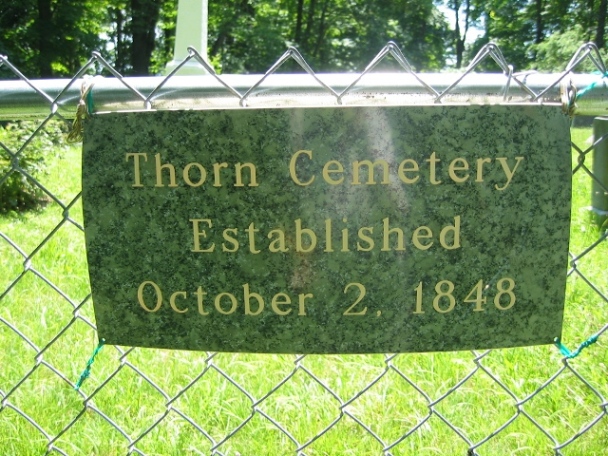 Thorn Cemetery
Established
October 2, 1848